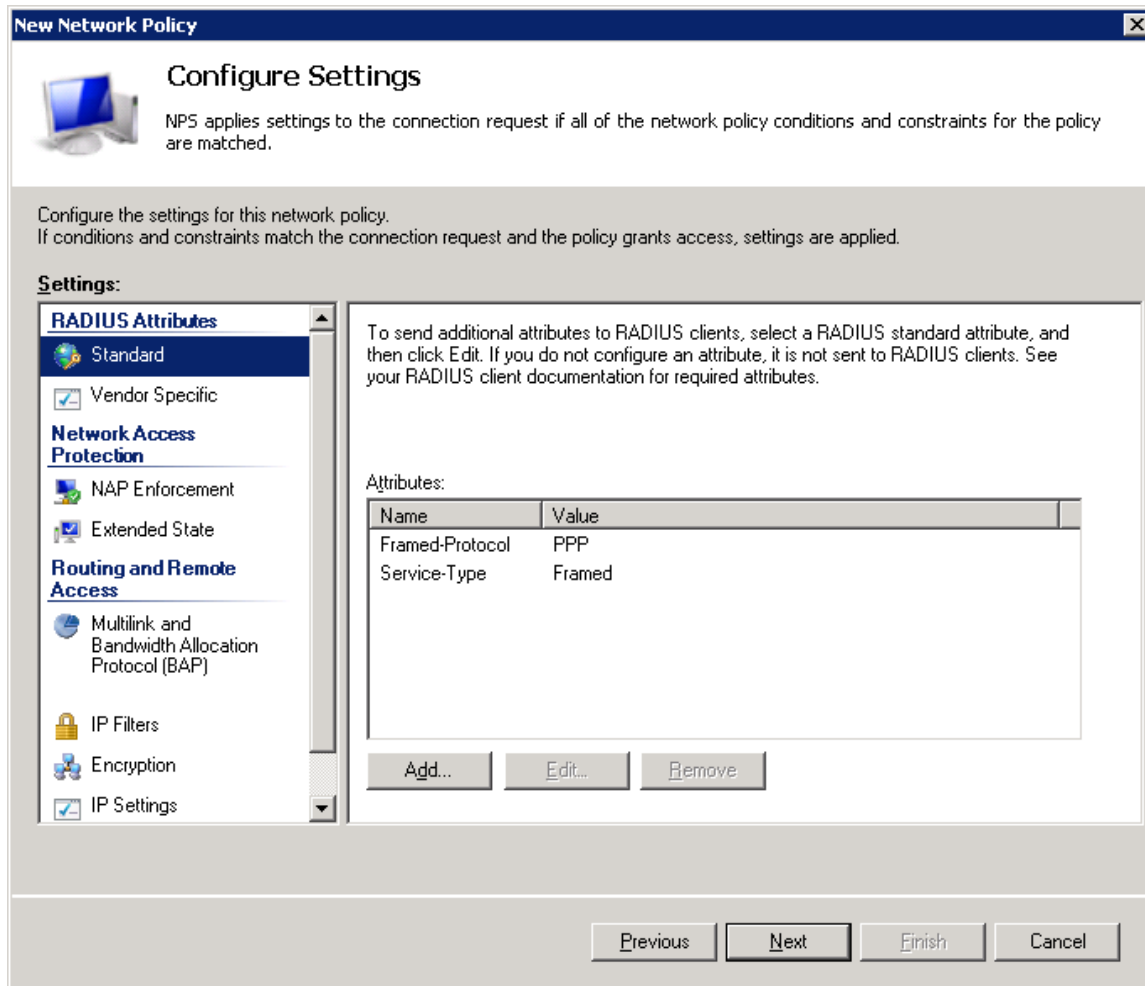 New Network Policy
Configure Settings
NPS applies settings to the connection request if all of the network policy conditions and constraints for the policy
are matched.
Configure the settings for this network policy.
If conditions and constraints match the connection request and the policy grants access, settings are applied.
Settings:
RADIUS Attributes
Standard
Vendor Specific
Network Access
Protection
NAP Enforcement
Extended State
Routing and Remote
Access
Multilink and
Bandwidth Allocation
Protocol (BAP)
IP Filters
Encryption
IP Settings
To send additional attributes to RADIUS clients, select a RADIUS standard attribute, and
then click Edit. If you do not configure an attribute, it is not sent to RADIUS clients. See
your RADIUS client documentation for required attributes.
Attributes:
Name Value
Framed-Protocol PPP
Service-Type Framed
Add... Edit... Remove
Previous Next Finish Cancel